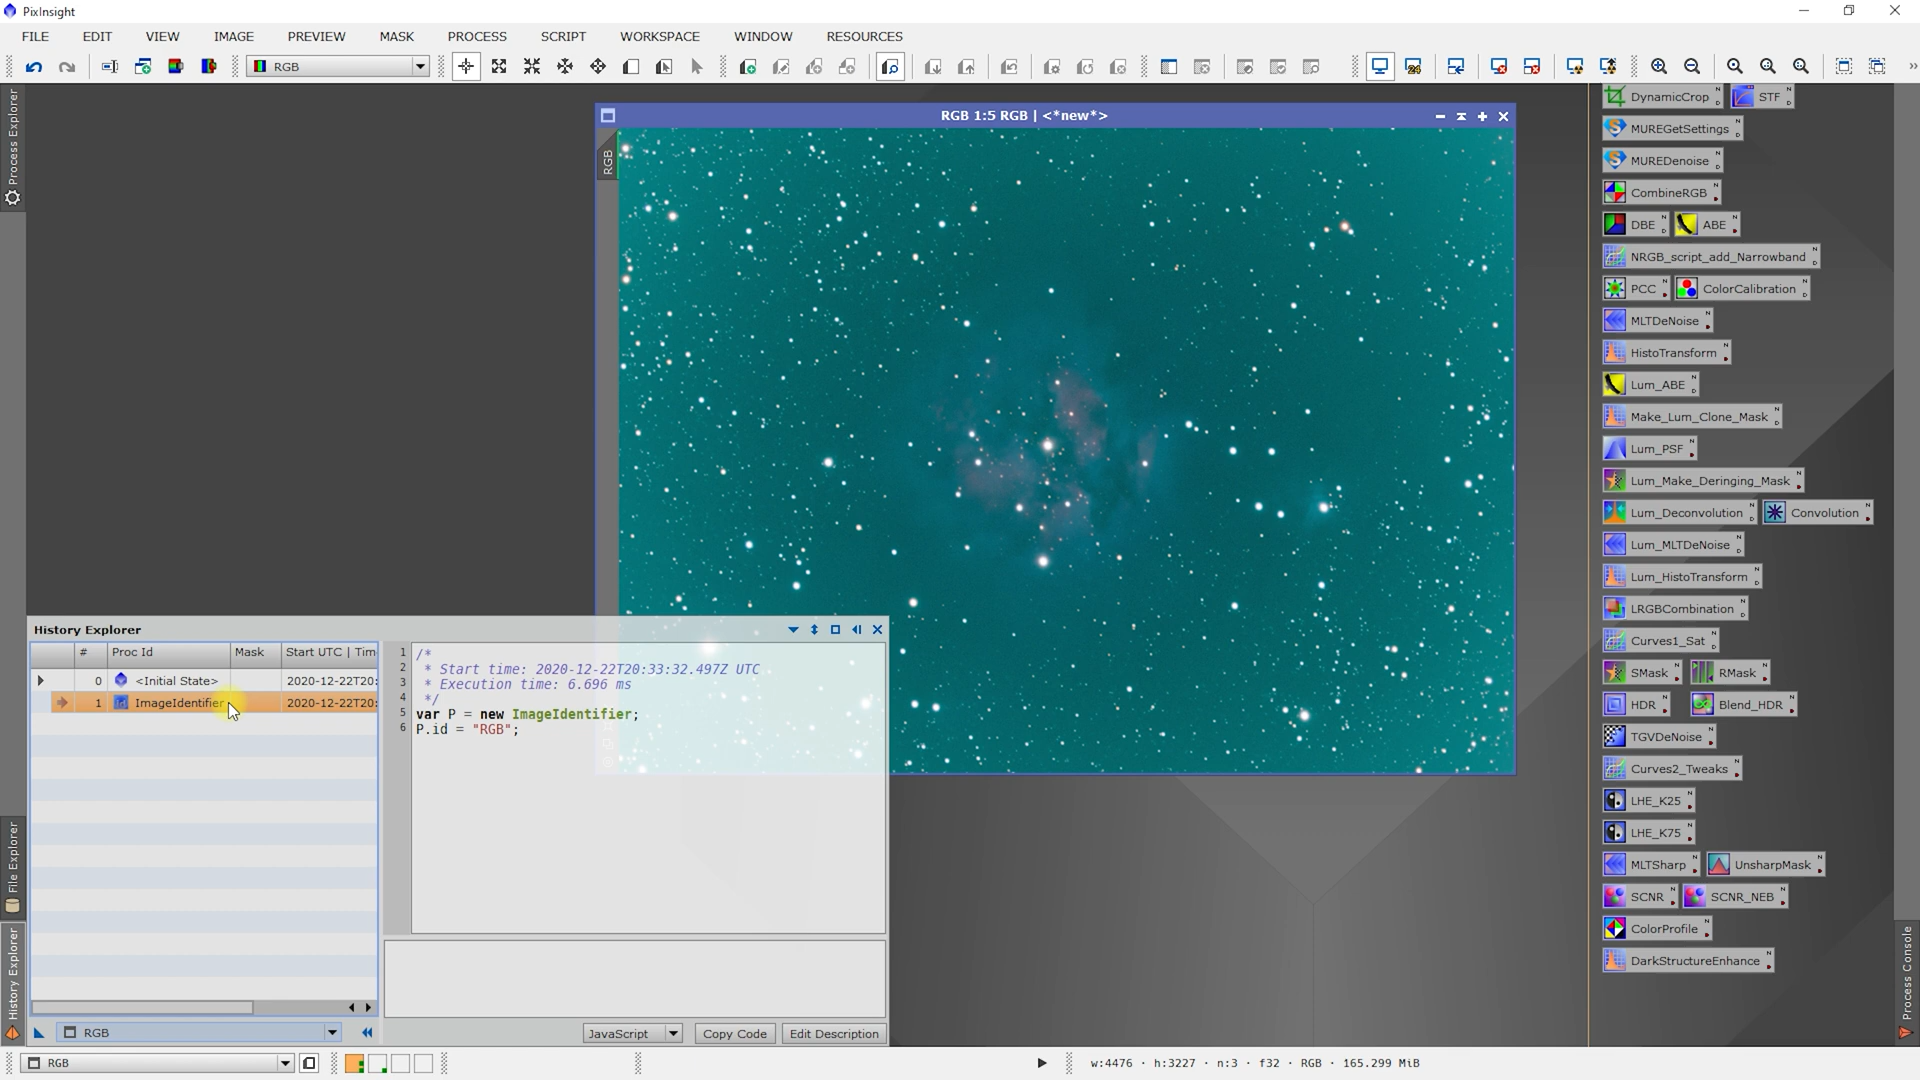 PixInsight
FILE EDIT VIEW IMAGE PREVIEW MASK PROCESS SCRIPT WORKSPACE WINDOW RESOURCES
RGB
24
Process Explorer
RGB 1:5 RGB | <*new*>
RGB
DynamicCrop STF
MUREGetSettings
MUREDenoise
CombineRGB
DBE ABE
NRGB_script_add_Narrowband
PCC ColorCalibration
MLTDeNoise
HistoTransform
Lum_ABE
Make_Lum_Clone_Mask
Lum_PSF
Lum_Make_Deringing_Mask
Lum_Deconvolution Convolution
Lum_MLTDeNoise
Lum_HistoTransform
LRGBCombination
Curves1_Sat
SMask RMask
HDR Blend_HDR
TGVDeNoise
Curves2_Tweaks
LHE_K25
LHE_K75
MLTSharp UnsharpMask
SCNR SCNR_NEB
ColorProfile
DarkStructureEnhance
History Explorer
# Proc Id Mask Start UTC | Tim
0 <Initial State> 2020-12-22T20:
1 ImageIdentifier 2020-12-22T20:
1 /*
2 * Start time: 2020-12-22T20:33:32.497Z UTC
3 * Execution time: 6.696 ms
4 */
5 var P = new ImageIdentifier;
6 P.id = "RGB";
File Explorer
History Explorer
Process Console
RGB
JavaScript Copy Code Edit Description
RGB
w:4476 · h:3227 · n:3 · f32 · RGB · 165.299 MiB